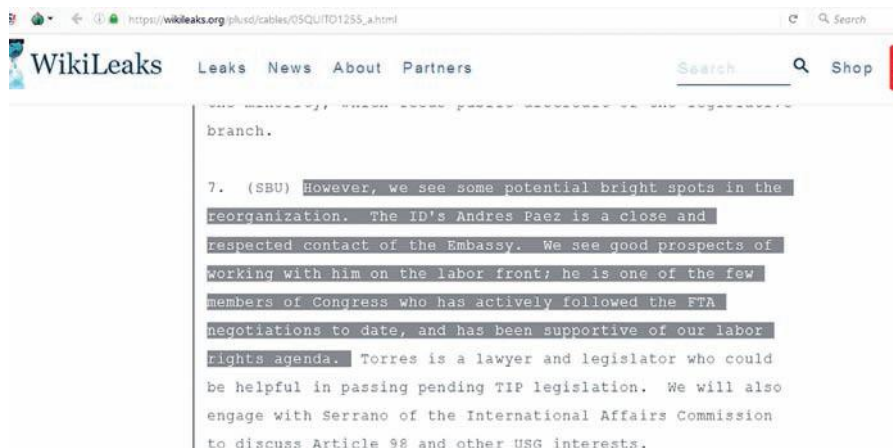 https://wikileaks.org/plusd/cables/05QUITO1255_a.html
Search
WikiLeaks
Leaks News About Partners
Search
Shop
branch.
7. (SBU) However, we see some potential bright spots in the
reorganization. The ID's Andres Paez is a close and
respected contact of the Embassy. We see good prospects of
working with him on the labor front; he is one of the few
members of Congress who has actively followed the FTA
negotiations to date, and has been supportive of our labor
rights agenda. Torres is a lawyer and legislator who could
be helpful in passing pending TIP legislation. We will also
engage with Serrano of the International Affairs Commission
to discuss Article 98 and other USG interests.